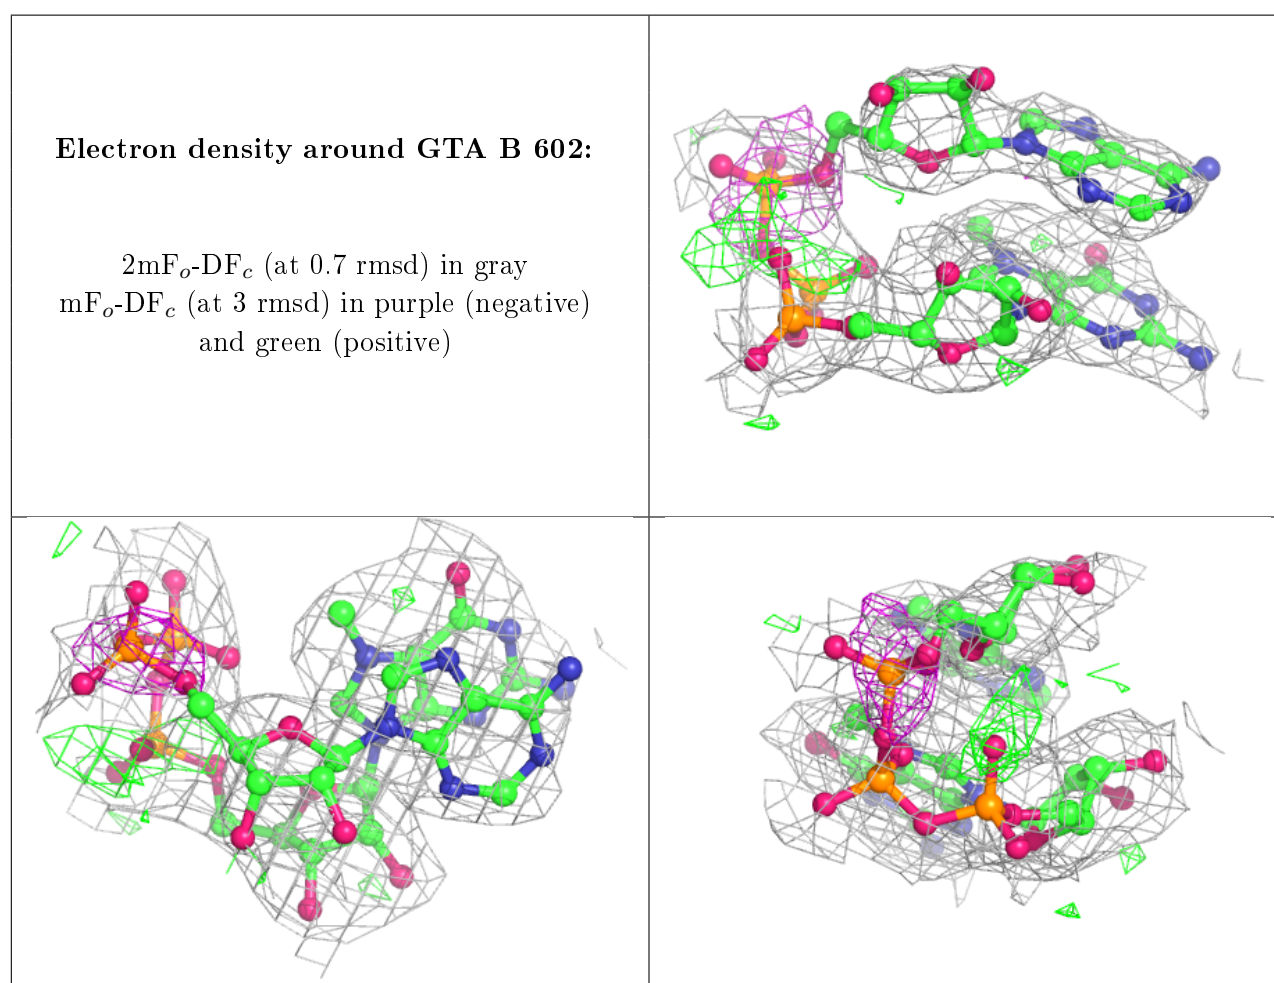 Electron density around GTA B 602:
2mFo-DFc (at 0.7 rmsd) in gray
mFo-DFc (at 3 rmsd) in purple (negative)
and green (positive)